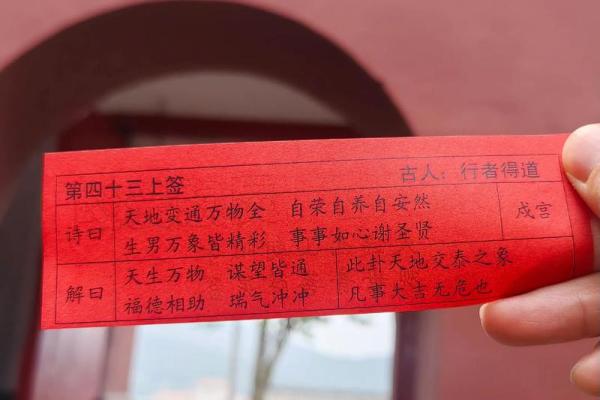 第四十三上签 古人：行者得道
诗曰
天地变通万物全 自荣自养自安然
生男万象皆精彩 事事如心谢圣贤
戍宫
解曰
天生万物 谋望皆通
福德相助 瑞气冲冲
此卦天地交泰之象
凡事大吉无危也